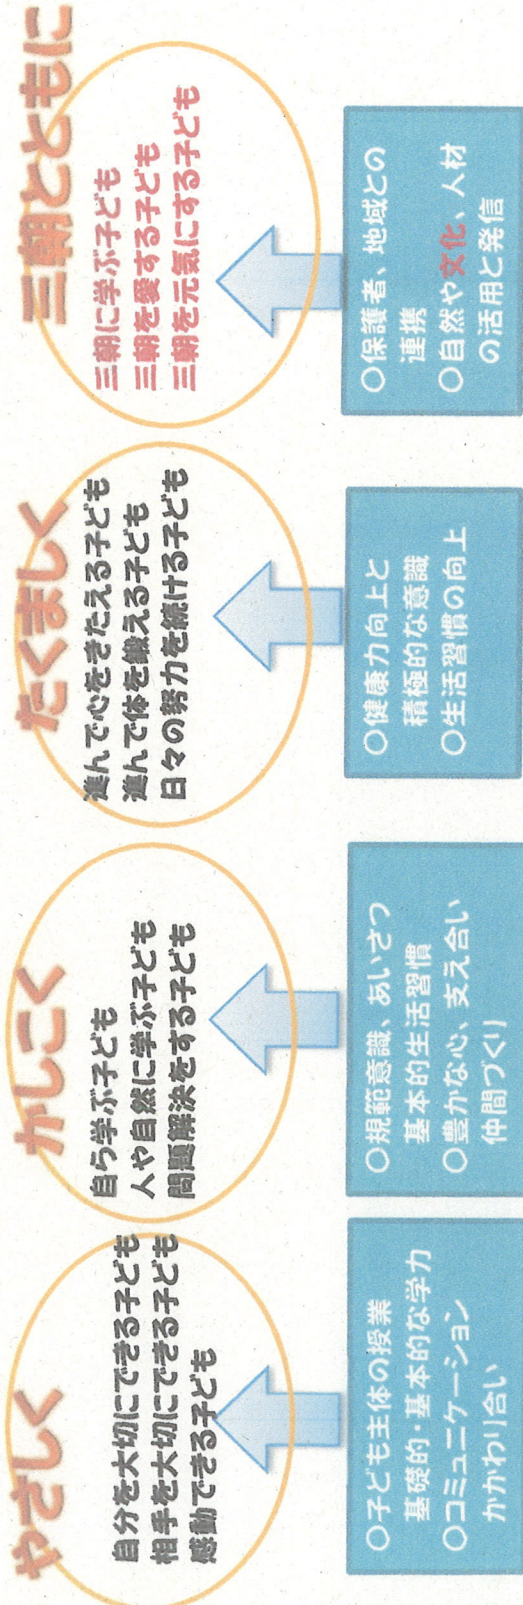 やさしく
自分を大切にできる子ども
相手を大切にできる子ども
感動できる子ども
○子ども主体の授業
基礎的・基本的な学力
○コミュニケーション
かかわり合い
かしこく
自ら学ぶ子ども
人や自然に学ぶ子ども
問題解決をする子ども
○規範意識、あいさつ
基本的生活習慣
○豊かな心、支え合い
仲間づくり
たくましく
進んで心をきたえる子ども
進んで体を鍛える子ども
日々の努力を続ける子ども
○健康力向上と
積極的な意識
○生活習慣の向上
三朝とともに
三朝に学ぶ子ども
三朝を愛する子ども
三朝を元気にする子ども
○保護者、地域との
連携
○自然や文化、人材
の活用と発信